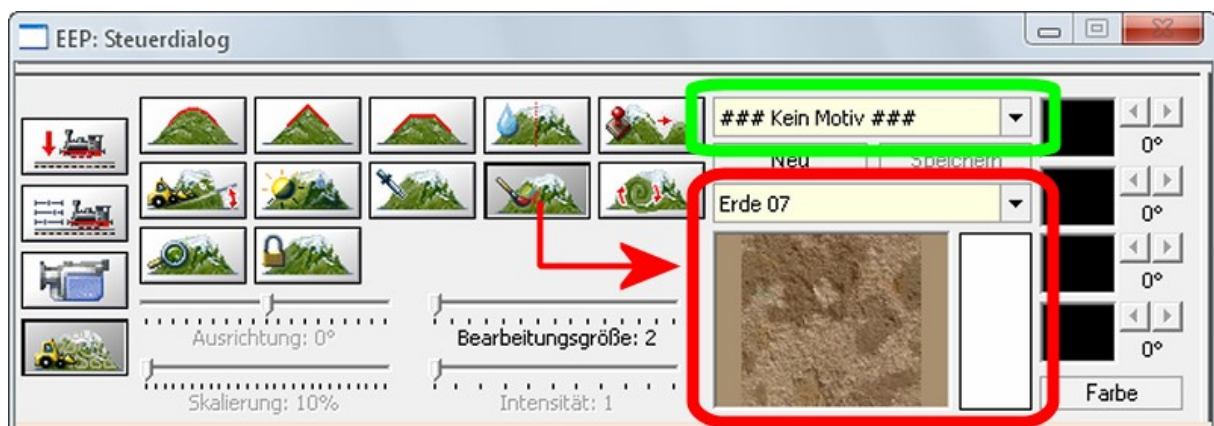 EEP: Steuerdialog
### Kein Motiv ###
0°
Neu
Speichern
Erde 07
0°
0°
Ausrichtung: 0°
Bearbeitungsgröße: 2
0°
Skalierung: 10%
Intensität: 1
Farbe